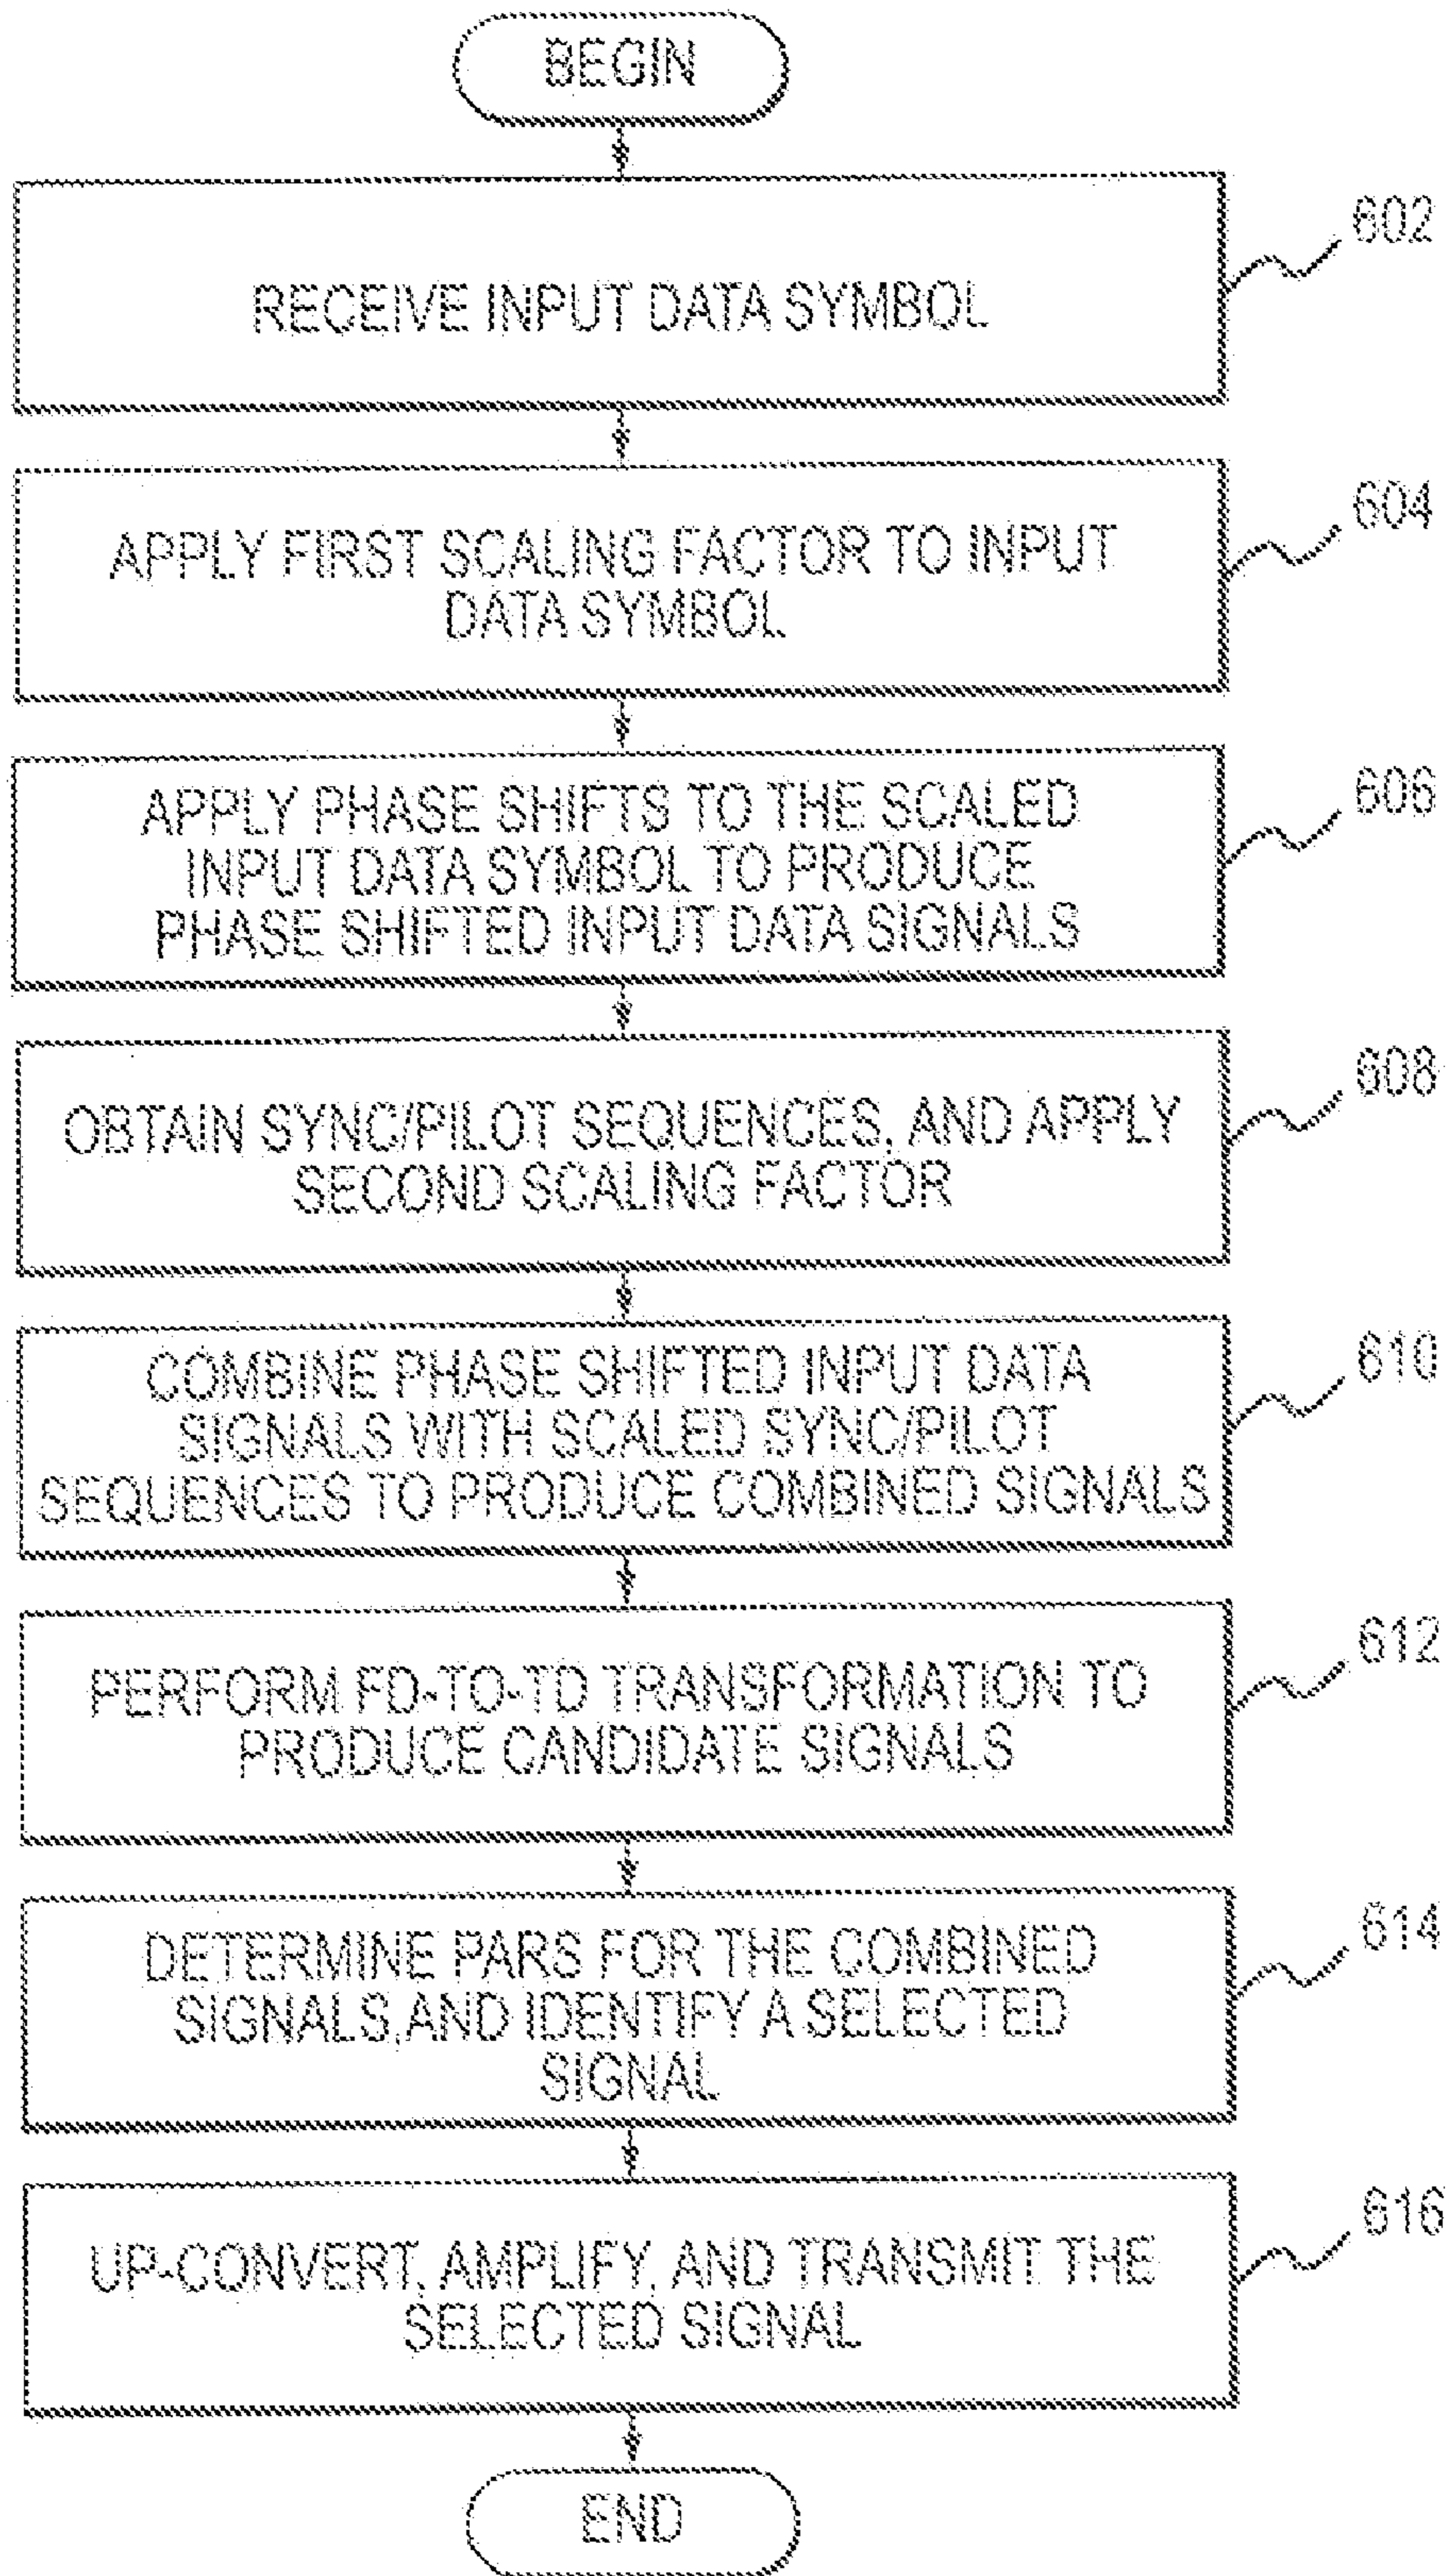 BEGIN
RECEIVE INPUT DATA SYMBOL
602
APPLY FIRST SCALING FACTOR TO INPUT
DATA SYMBOL
604
APPLY PHASE SHIFTS TO THE SCALED
INPUT DATA SYMBOL TO PRODUCE
PHASE SHIFTED INPUT DATA SIGNALS
606
OBTAIN SYNC/PILOT SEQUENCES, AND APPLY
SECOND SCALING FACTOR
608
COMBINE PHASE SHIFTED INPUT DATA
SIGNALS WITH SCALED SYNC/PILOT
SEQUENCES TO PRODUCE COMBINED SIGNALS
610
PERFORM FD-TO-TD TRANSFORMATION TO
PRODUCE CANDIDATE SIGNALS
612
DETERMINE PARS FOR THE COMBINED
SIGNALS,AND IDENTIFY A SELECTED
SIGNAL
614
UP-CONVERT, AMPLIFY, AND TRANSMIT THE
SELECTED SIGNAL
616
END